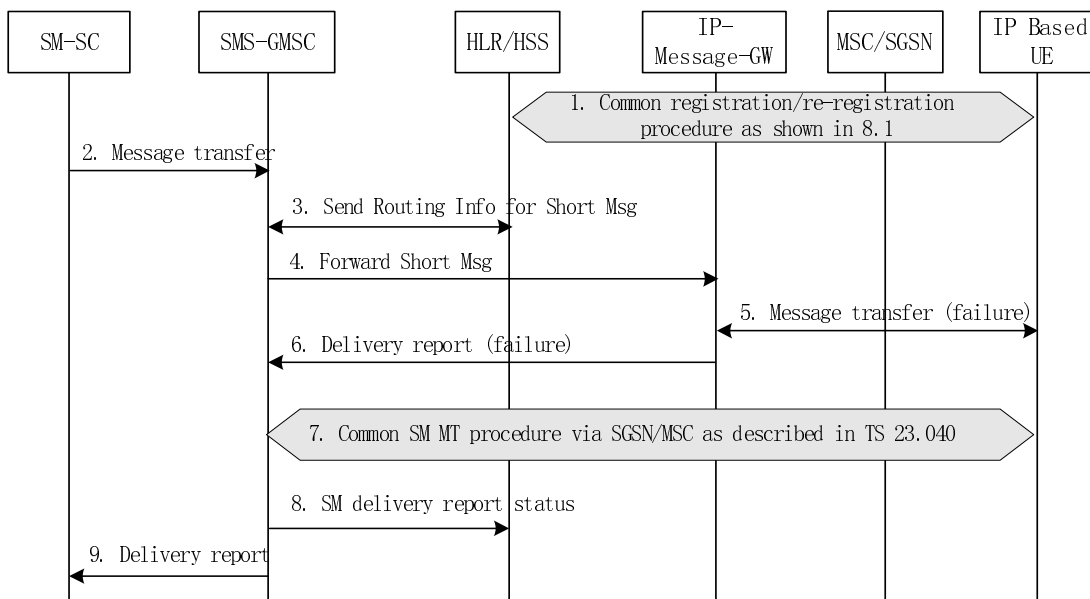 SM-SC
SMS-GMSC
HLR/HSS
IP-
Message-GW
MSC/SGSN
IP Based
UE
1. Common registration/re-registration
procedure as shown in 8.1
2. Message transfer
3. Send Routing Info for Short Msg
4. Forward Short Msg
5. Message transfer (failure)
6. Delivery report (failure)
7. Common SM MT procedure via SGSN/MSC as described in TS 23.040
8. SM delivery report status
9. Delivery report